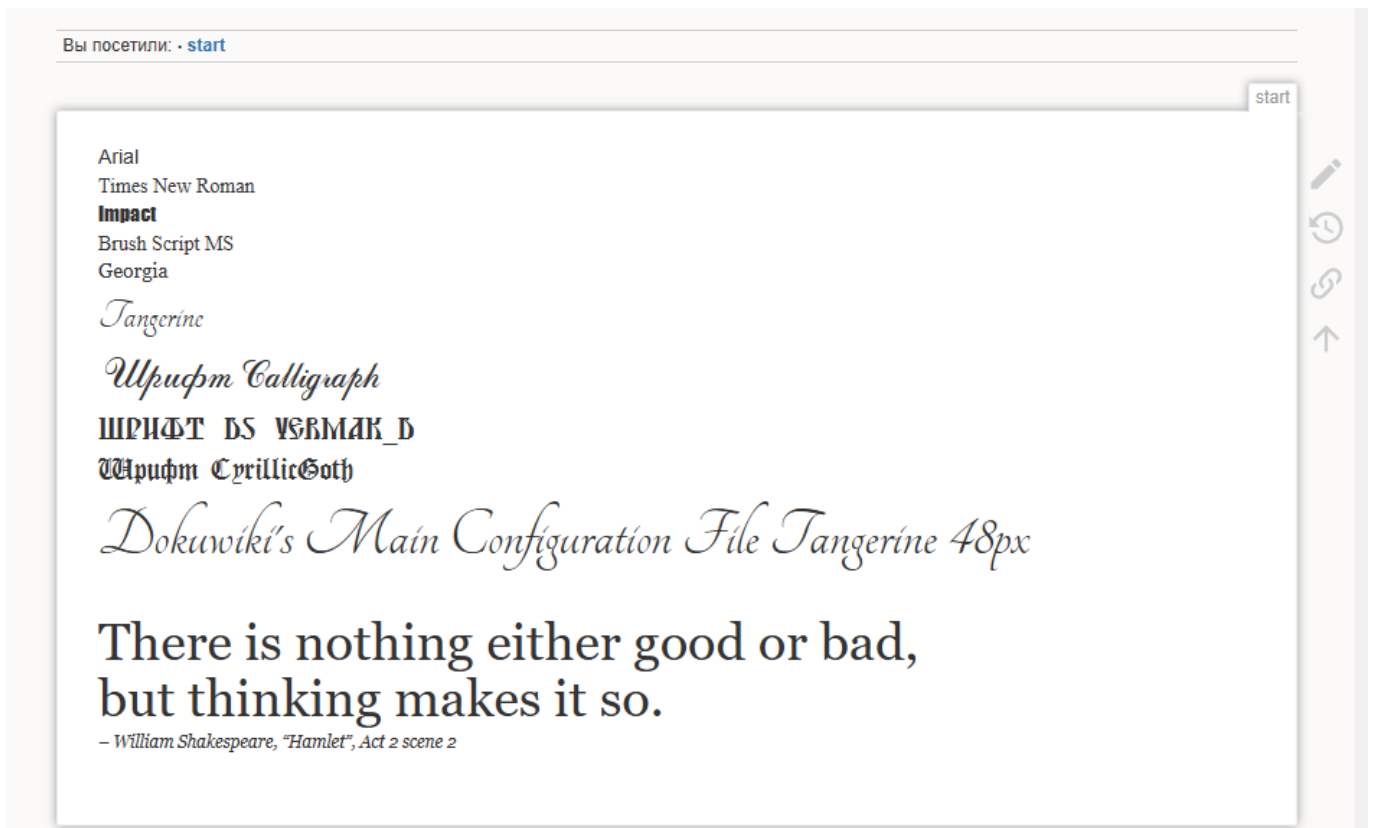 Вы посетили: • start
start
Arial
Times New Roman
Impact
Brush Script MS
Georgia
Tangerine
Шрифт Calligraph
ШРИФТ DS YERMAK_D
Шрифт CyrillicGoth
Dokuwiki's Main Configuration File Tangerine 48px
There is nothing either good or bad,
but thinking makes it so.
– William Shakespeare, “Hamlet”, Act 2 scene 2